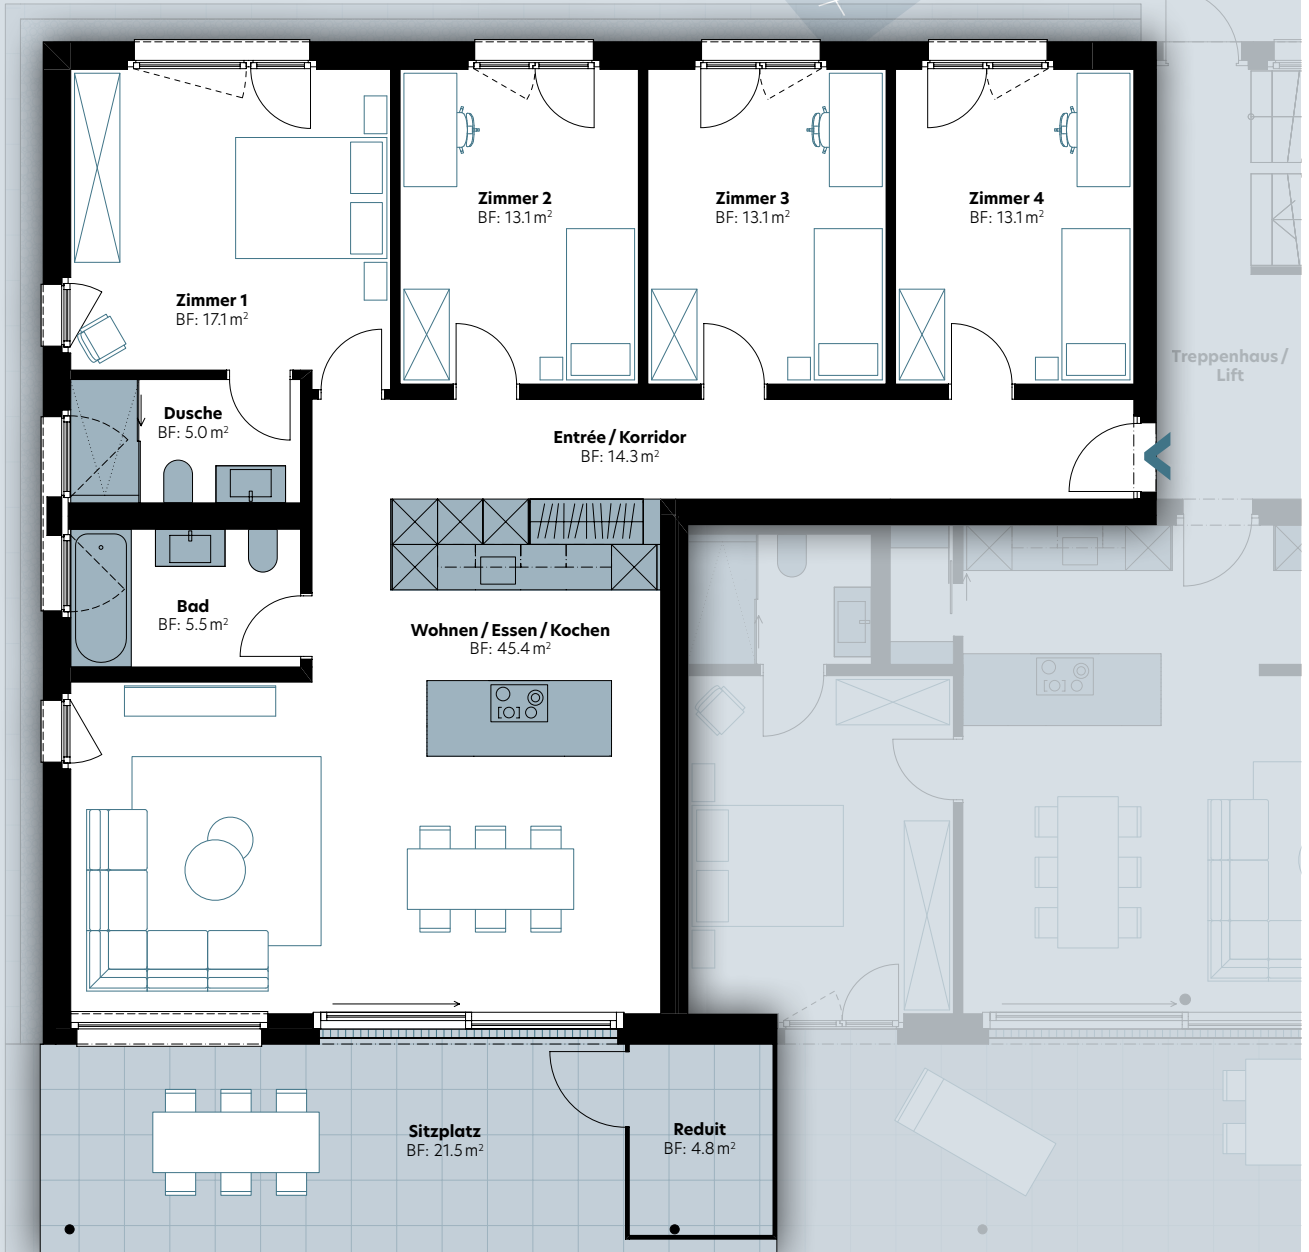 Zimmer 2
BF: 13.1 m²
Zimmer 3
BF: 13.1 m²
Zimmer 4
BF: 13.1 m²
Zimmer 1
BF: 17.1 m²
Treppenhaus /
Lift
Dusche
BF: 5.0 m²
Entrée / Korridor
BF: 14.3 m²
Bad
BF: 5.5 m²
Wohnen / Essen / Kochen
BF: 45.4 m²
Sitzplatz
BF: 21.5 m²
Reduit
BF: 4.8 m²